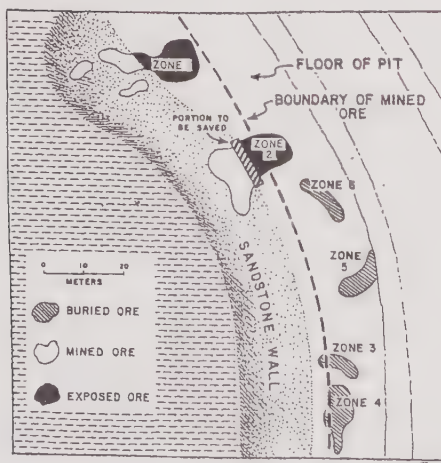 ZONE
FLOOR OF PIT
BOUNDARY OF MINED
ORE
PORTION TO
BE SAVED
ZONE
2
ZONE 6
ZONE
5
SANDSTONE WALL
ZONE 3
ZONE 4
0 10 20
METERS
BURIED ORE
MINED ORE
EXPOSED ORE